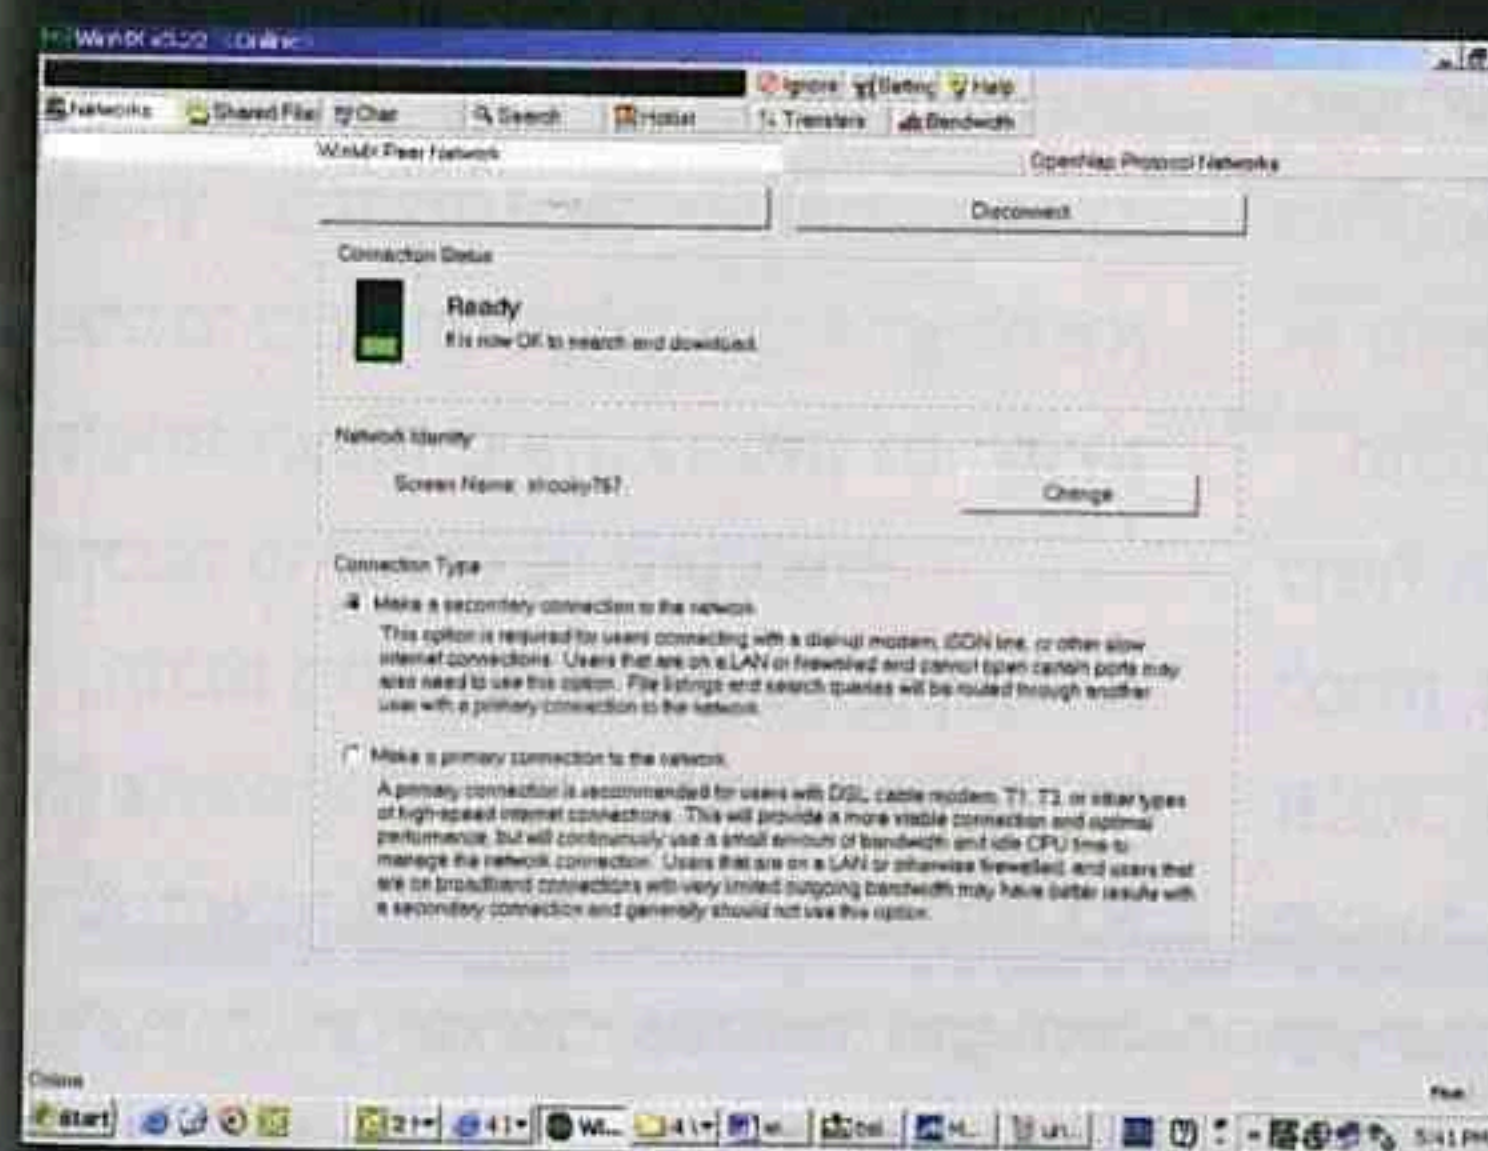 WinMX
Ignore Setting Help
Networks Shared File Chat Search Hotlist Transfers Bandwidth
WinMX Peer Network OpenNap Protocol Networks
Disconnect
Connection Status
Ready
It is now OK to search and download.
Network Identity
Screen Name:
Change
Connection Type
Make a secondary connection to the network.
This option is required for users connecting with a dial-up modem, ISDN line, or other slow
internet connections. Users that are on a LAN or firewalled and cannot open certain ports may
also need to use this option. File listings and search queries will be routed through another
user with a primary connection to the network.
Make a primary connection to the network.
A primary connection is recommended for users with DSL, cable modem, T1, T3, or other types
of high-speed internet connections. This will provide a more stable connection and optimal
performance, but will continuously use a small amount of bandwidth and idle CPU time to
manage the network connection. Users that are on a LAN or otherwise firewalled, and users that
are on broadband connections with very limited outgoing bandwidth may have better results with
a secondary connection and generally should not use this option.
Online
Start Wi... 5:41 PM